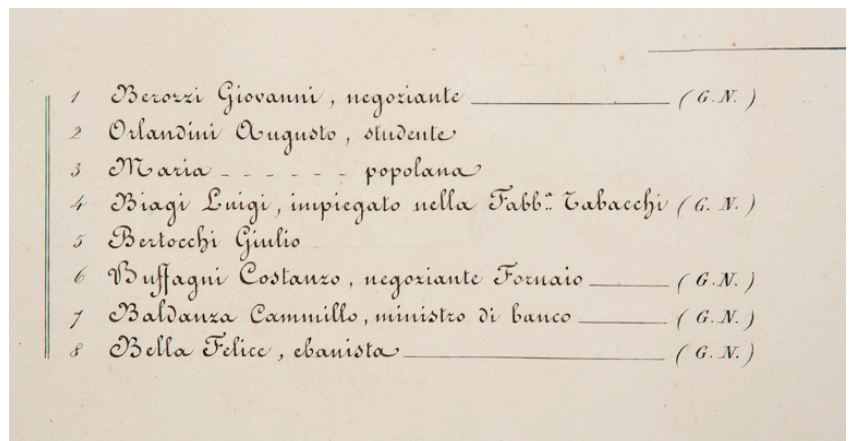 1 Berozzi Giovanni, negoziante ——— (G.N.)
2 Orlandini Augusto, studente
3 Maria - - - - - - popolana
4 Biagi Luigi, impiegato nella Fabb.ª Tabacchi (G.N.)
5 Bertocchi Giulio
6 Buffagni Costanzo, negoziante Fornaio ——— (G.N.)
7 Baldanza Cammillo, ministro di banco ——— (G.N.)
8 Bella Felice, ebanista ——— (G.N.)